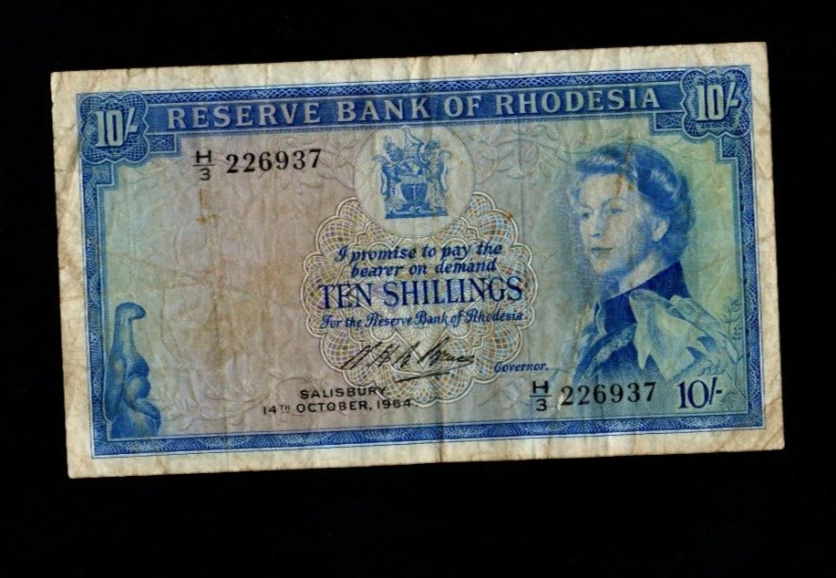 10/-
RESERVE BANK OF RHODESIA
10/-
H/3 226937
I promise to pay the
bearer on demand
TEN SHILLINGS
For the Reserve Bank of Rhodesia
Governor.
SALISBURY.
14TH OCTOBER, 1964.
H/3 226937
10/-